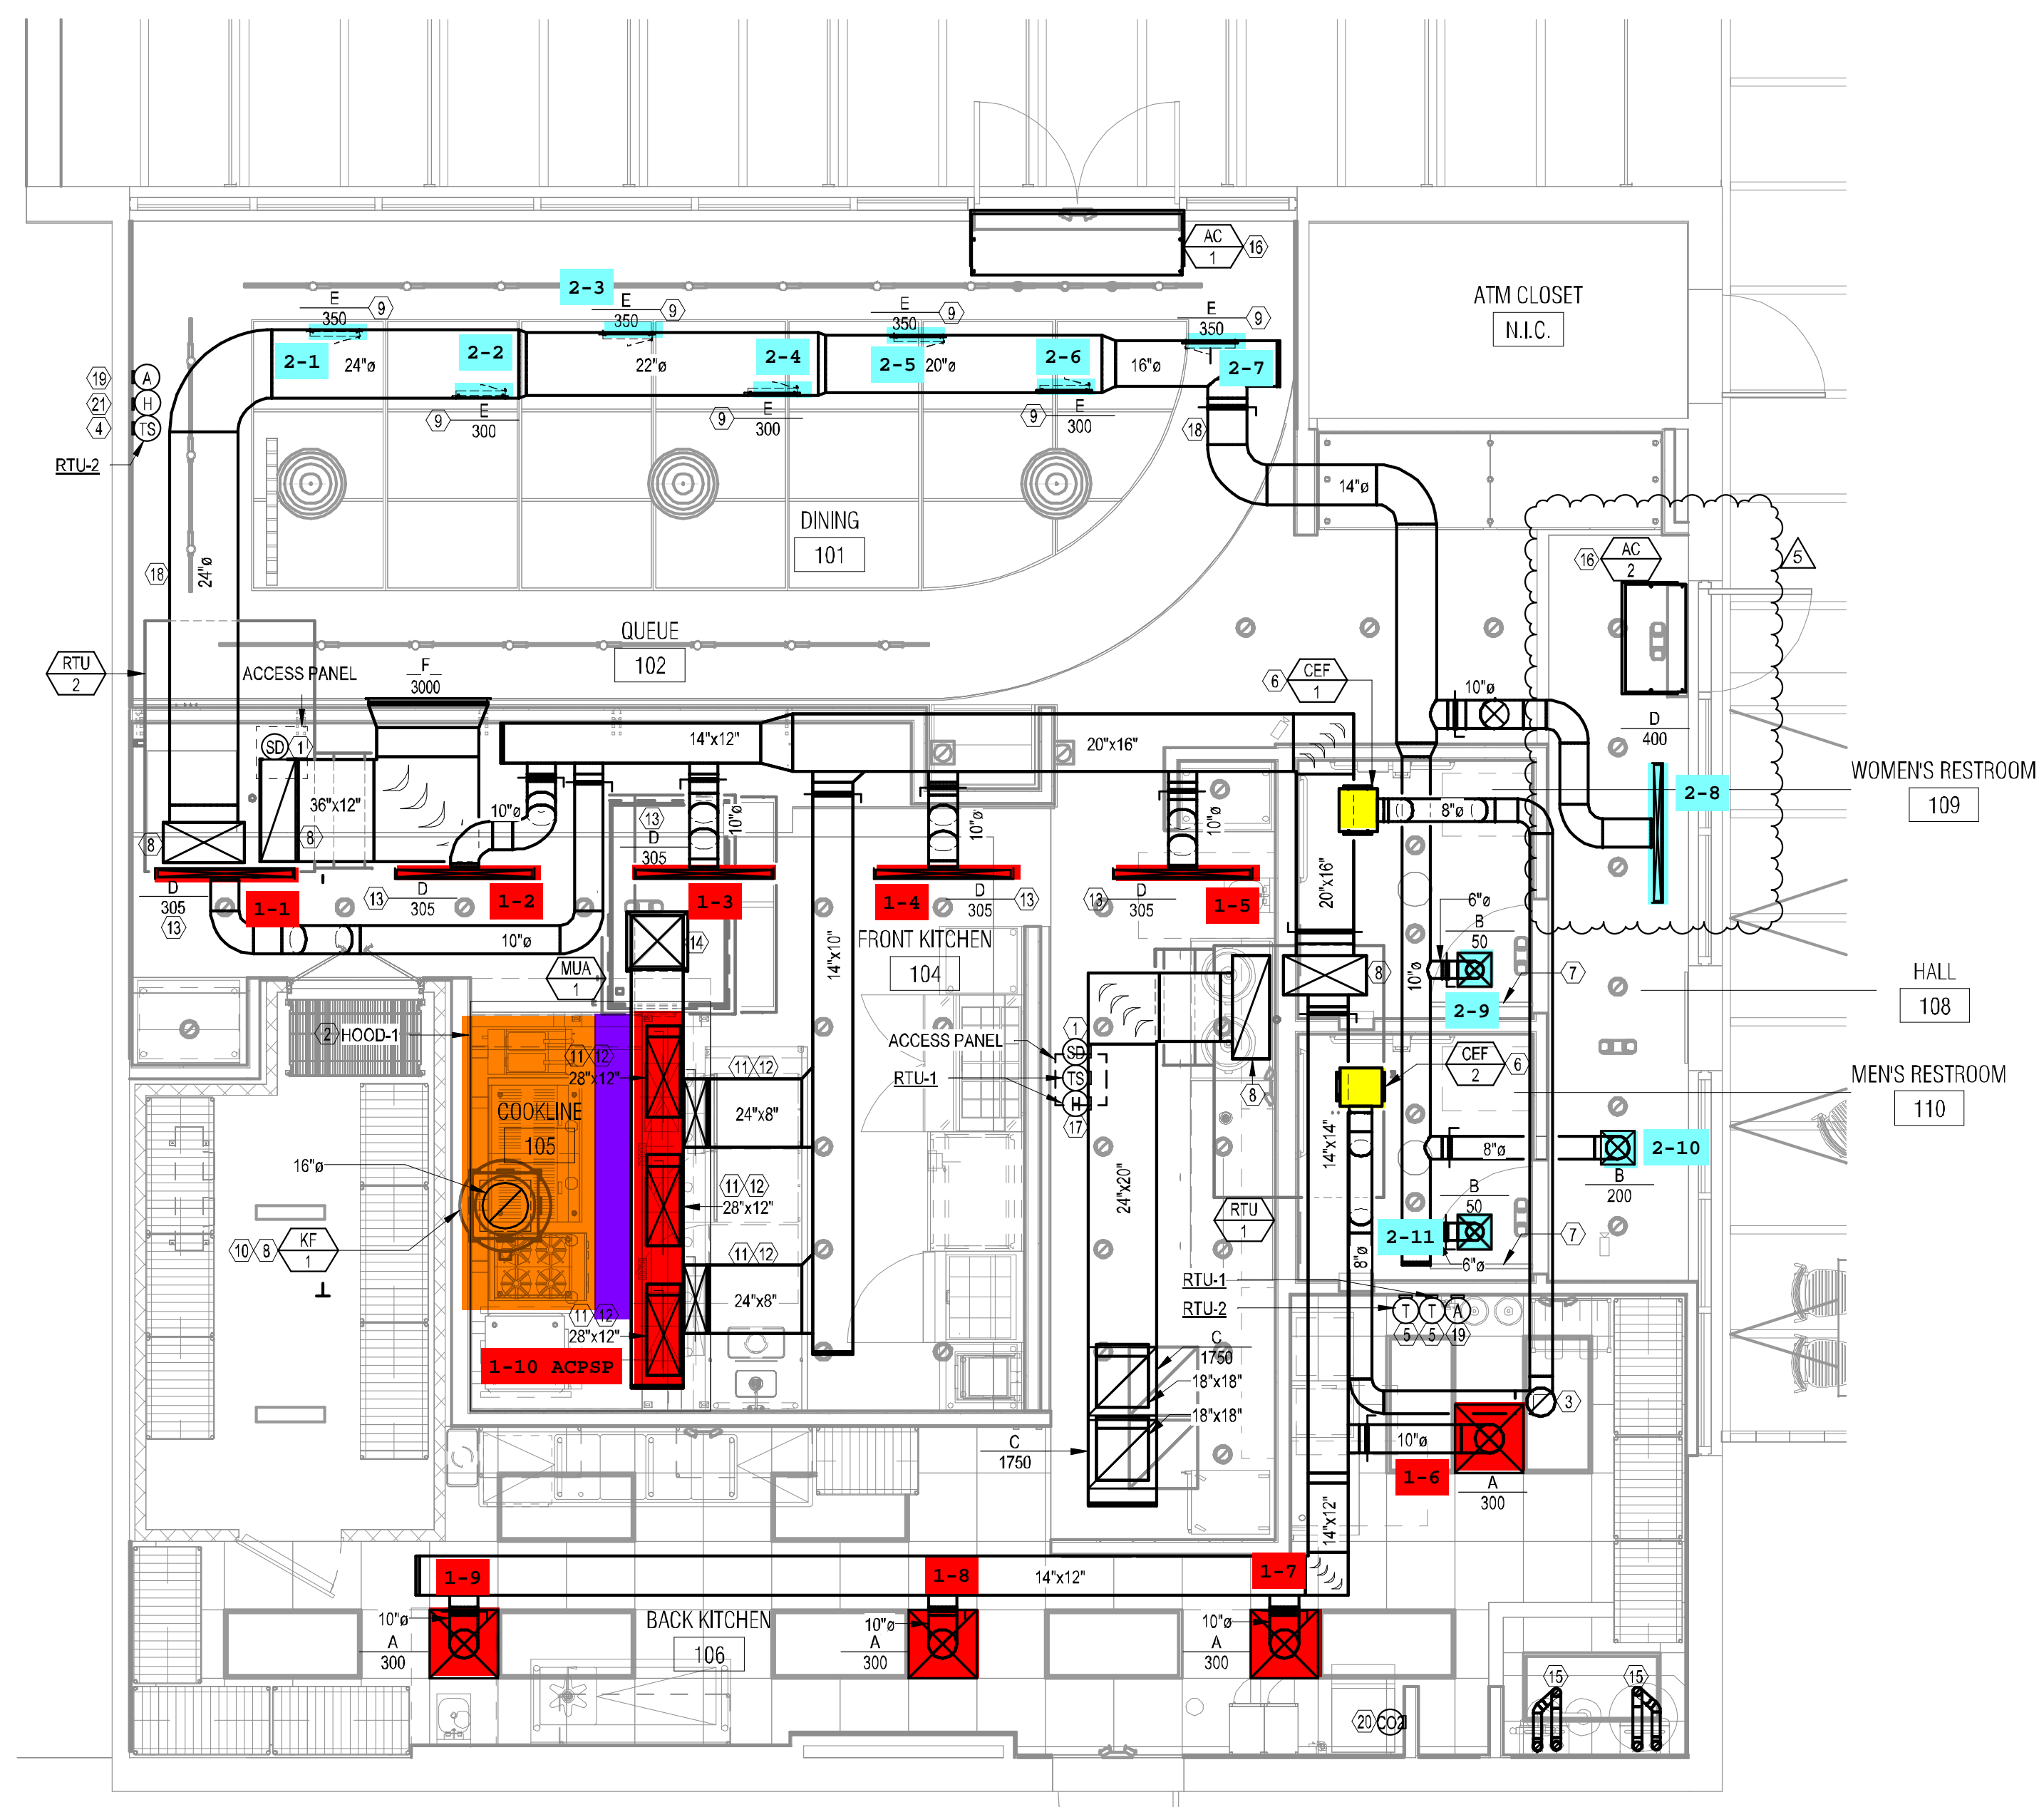 AC
1
16
ATM CLOSET
N.I.C.
2-3
E
350
9
E
350
9
E
350
9
E
350
9
2-1
24"ø
2-2
22"ø
2-4
2-5
20"ø
2-6
16"ø
2-7
19
A
21
H
4
TS
RTU-2
9
E
300
9
E
300
9
E
300
18
14"ø
DINING
101
18
24"ø
16
AC
2
5
QUEUE
102
RTU
2
ACCESS PANEL
F
3000
6
CEF
1
10"ø
D
400
SD
1
14"x12"
20"x16"
WOMEN'S RESTROOM
109
2-8
36"x12"
8
8
10"ø
13
D
305
10"ø
10"ø
10"ø
8"ø
20"x16"
D
305
13
1-1
13
D
305
1-2
1-3
1-4
D
305
13
13
D
305
1-5
10"ø
14
14"x10"
FRONT KITCHEN
104
6"ø
B
50
10"ø
7
HALL
108
MUA
1
8
2-9
2
HOOD-1
11
12
28"x12"
11
12
ACCESS PANEL
1
SD
TS
RTU-1
H
17
8
CEF
2
6
MEN'S RESTROOM
110
COOKLINE
105
24"x8"
14"x14"
16"ø
8"ø
2-10
B
200
11
12
28"x12"
24"x20"
B
50
RTU
1
10
8
KF
1
11
12
2-11
7
8"ø
6"ø
24"x8"
RTU-1
RTU-2
T
T
A
5
5
19
11
12
28"x12"
1-10 ACPSP
C
1750
18"x18"
18"x18"
3
C
1750
10"ø
1-6
A
300
14"x12"
1-9
1-8
14"x12"
1-7
10"ø
A
300
BACK KITCHEN
106
10"ø
A
300
10"ø
A
300
15
15
20
CO2